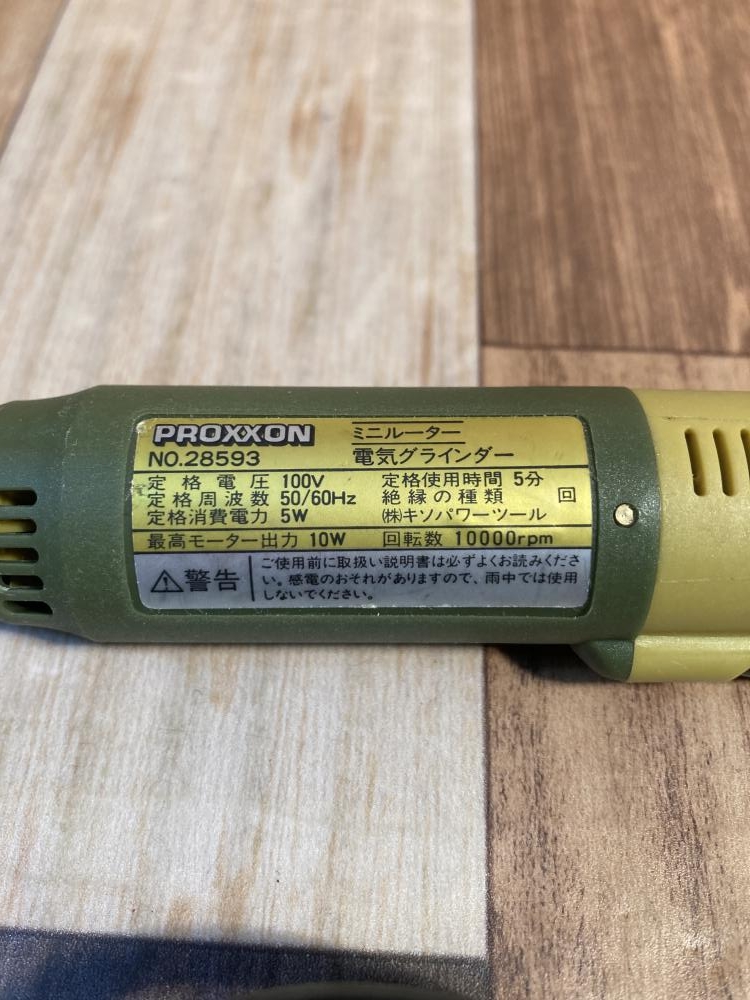 PROXXON ミニルーター
NO.28593 電気グラインダー
定格電圧 100V 定格使用時間 5分
定格周波数 50/60Hz 絶縁の種類 回
定格消費電力 5W ㈱キソパワーツール
最高モーター出力 10W 回転数 10000rpm
⚠警告
ご使用前に取扱い説明書は必ずよくお読みくださ
い。感電のおそれがありますので、雨中では使用
しないでください。